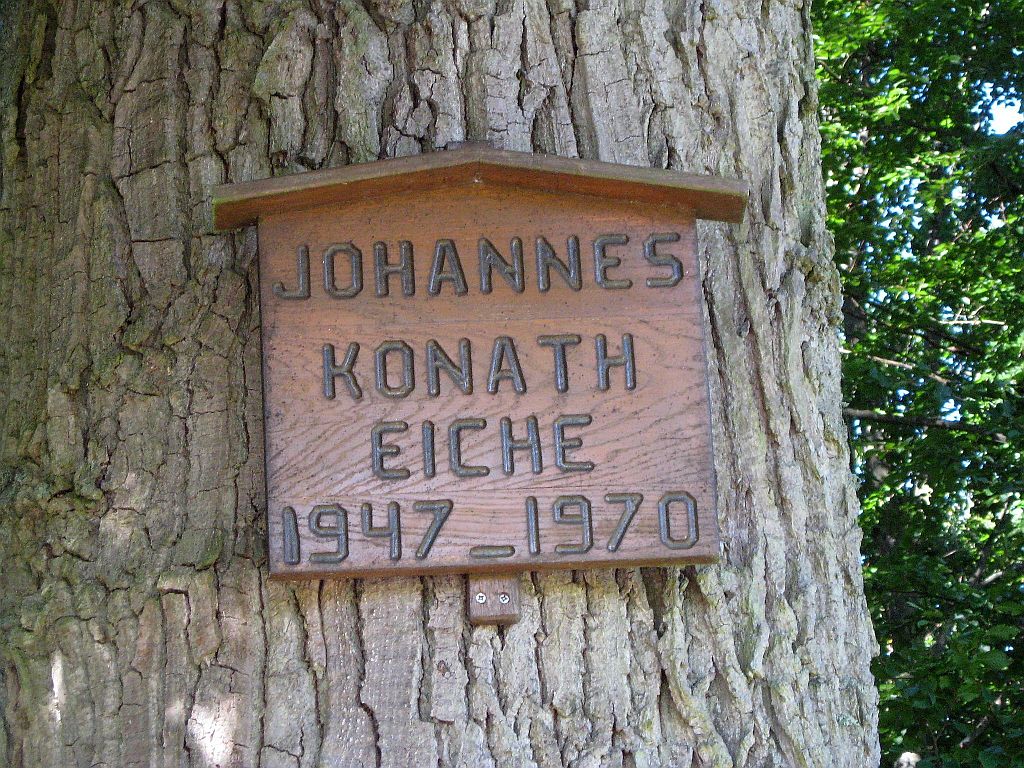 JOHANNES
KONATH
EICHE
1947_1970